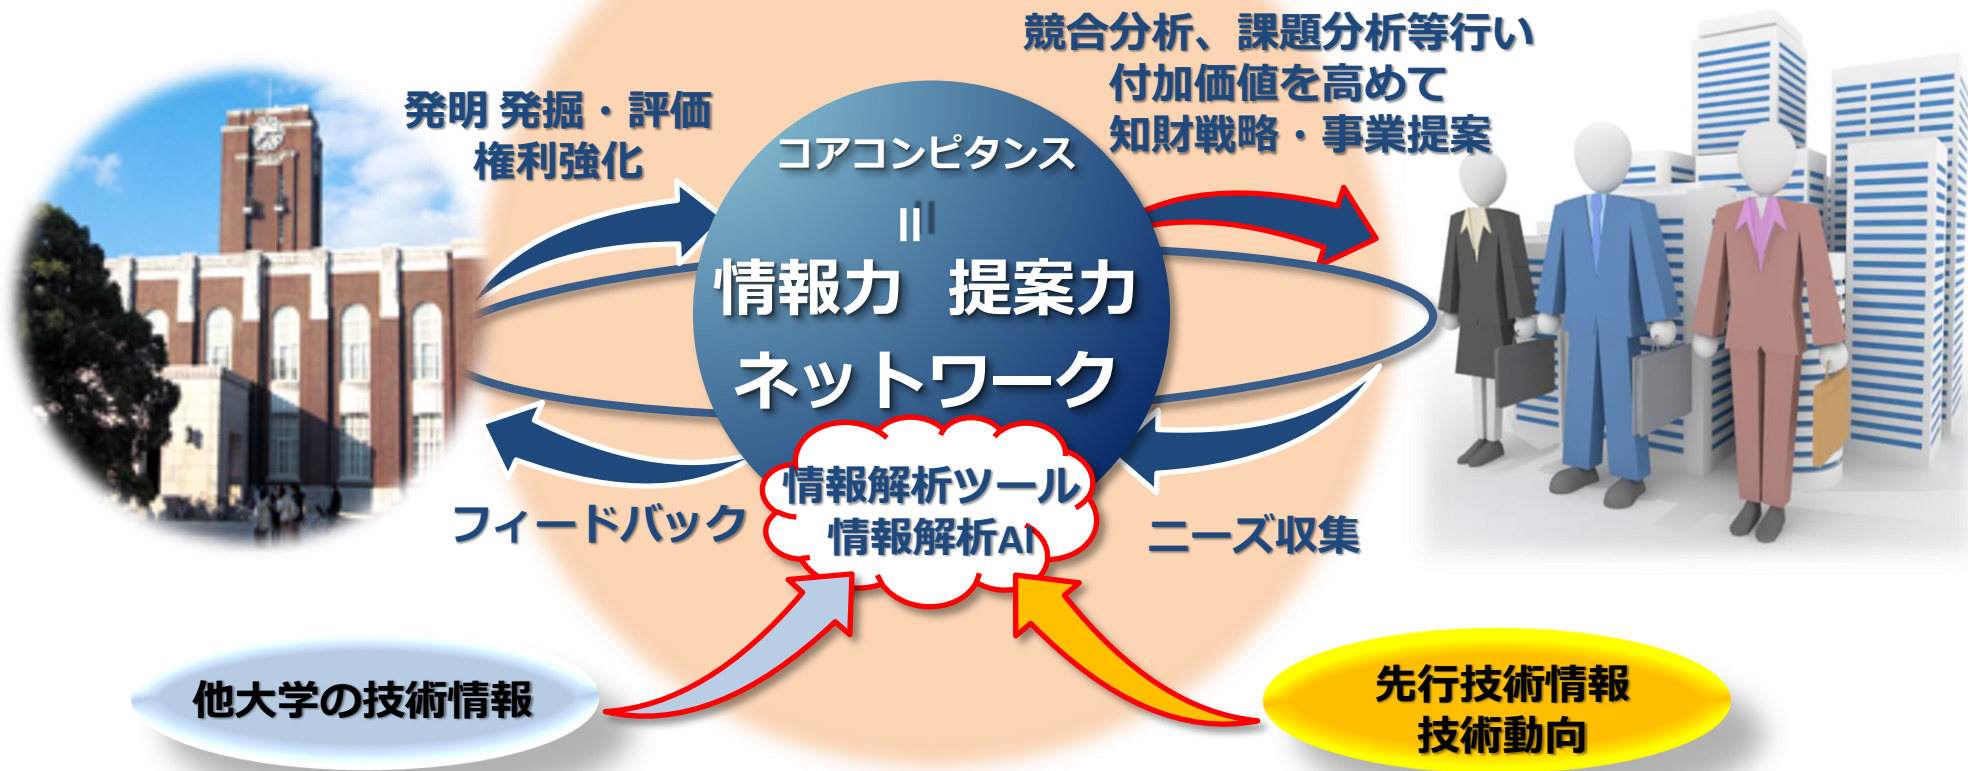 競合分析、課題分析等行い
付加価値を高めて
知財戦略・事業提案
発明 発掘・評価
権利強化
コアコンピタンス
＝
情報力 提案力
ネットワーク
情報解析ツール
情報解析AI
フィードバック
ニーズ収集
他大学の技術情報
先行技術情報
技術動向